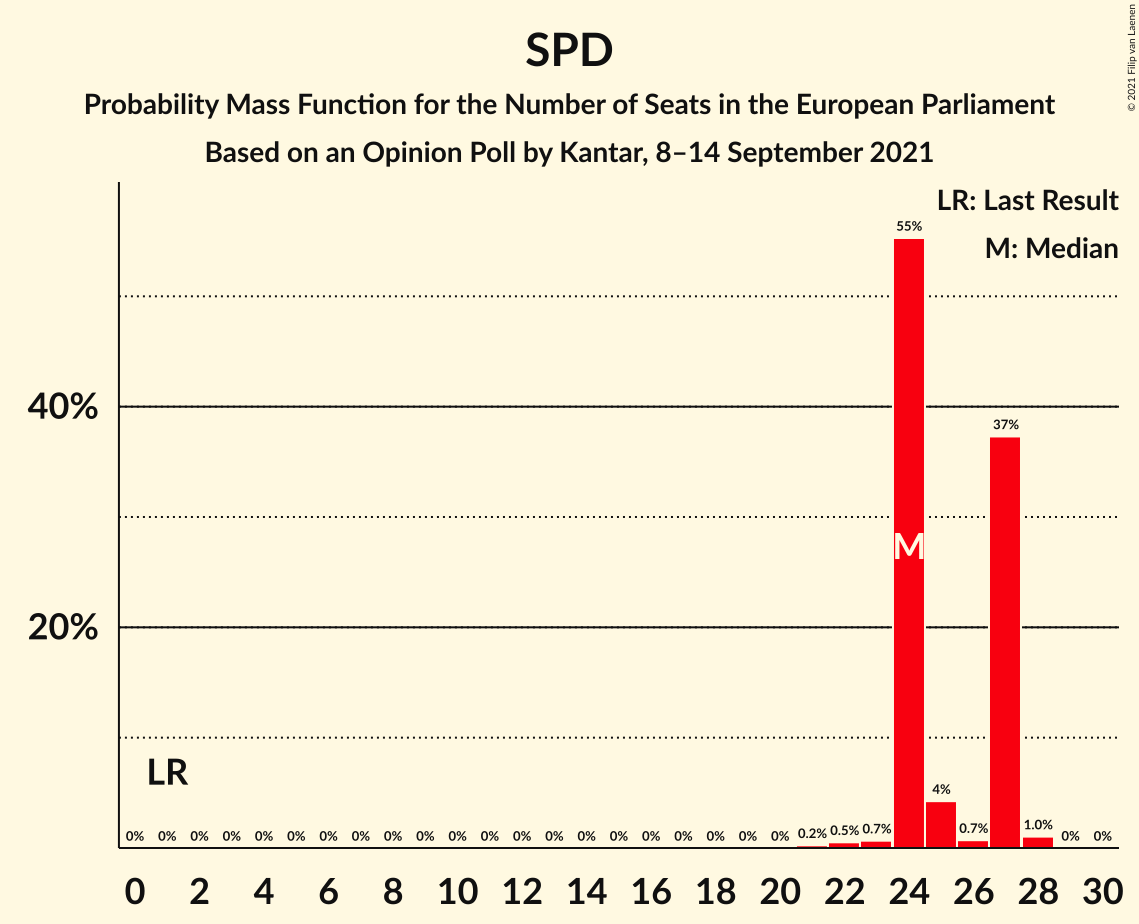 SPD
Probability Mass Function for the Number of Seats in the European Parliament
Based on an Opinion Poll by Kantar, 8–14 September 2021
© 2021 Filip van Laenen
LR: Last Result
M: Median
55%
40%
37%
M
20%
LR
0% 0% 0% 0% 0% 0% 0% 0% 0% 0% 0% 0% 0% 0% 0% 0% 0% 0% 0% 0% 0% 0.2% 0.5% 0.7% 4% 0.7% 1.0% 0% 0%
0 2 4 6 8 10 12 14 16 18 20 22 24 26 28 30